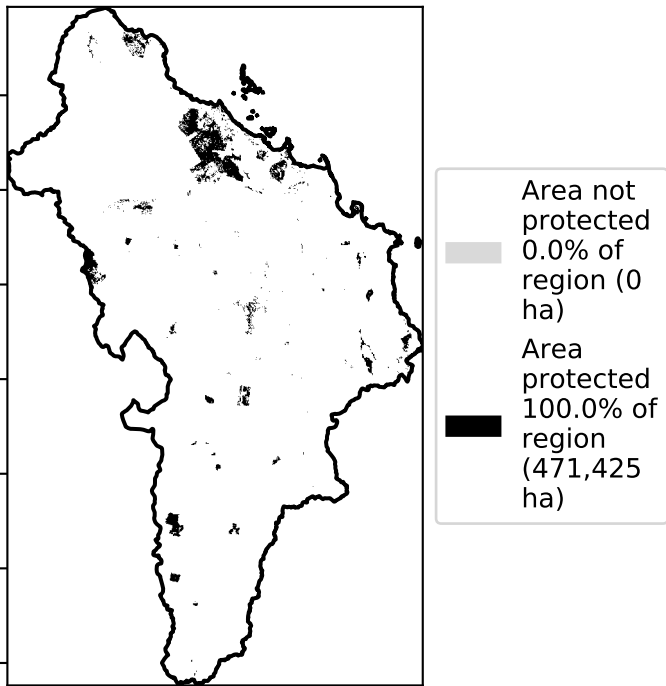 Area not
protected
0.0% of
region (0
ha)
Area
protected
100.0% of
region
(471,425
ha)